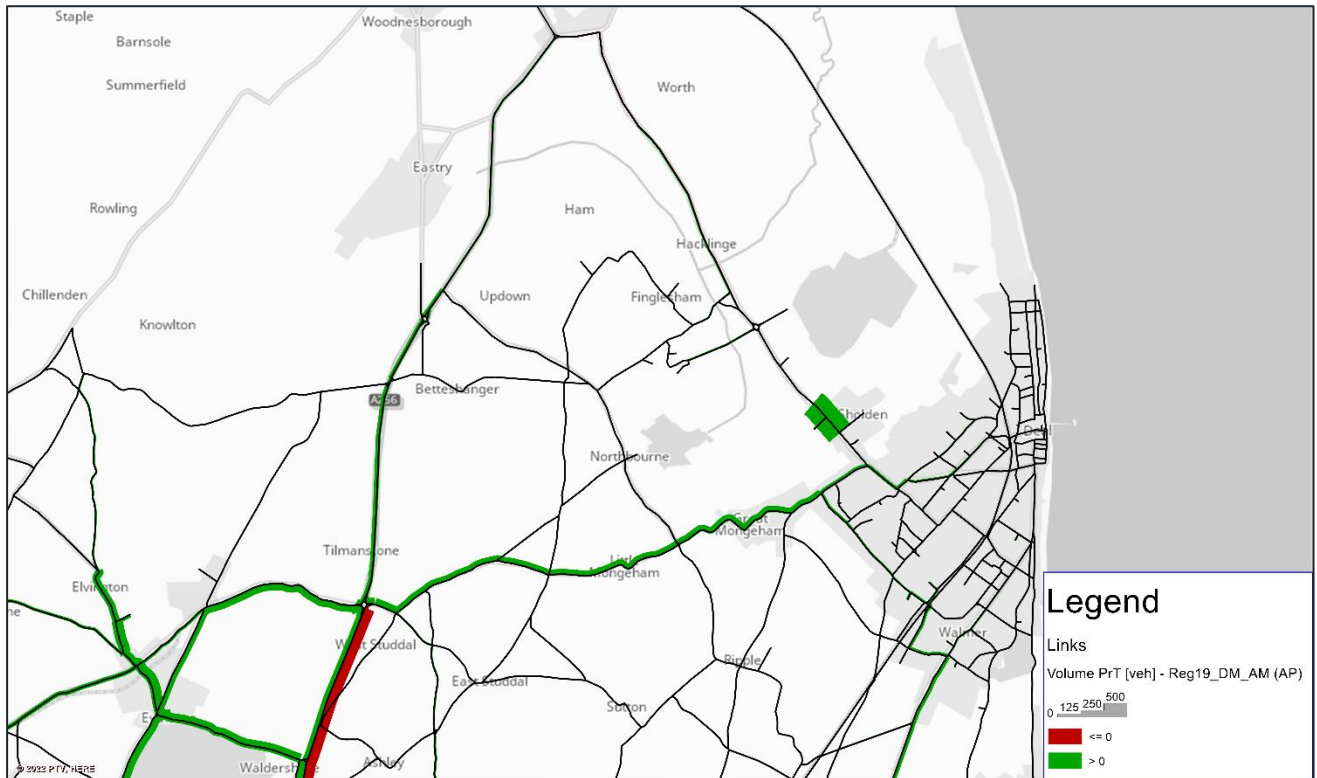 Staple
Woodnesborough
Barnsole
Summerfield
Worth
Eastry
Rowling
Ham
Hacklinge
Chillenden
Updown
Finglesham
Knowlton
Betteshanger
A256
Sholden
Deal
Northbourne
Great
Mongeham
Tilmanstone
Little
Mongeham
Elvington
West Studdal
Walmer
Ripple
East Studdal
Sutton
Waldersha
Ashley
Legend
Links
Volume PrT [veh] - Reg19_DM_AM (AP)
0 125 250 500
<= 0
> 0
© 2022 PTV, HERE